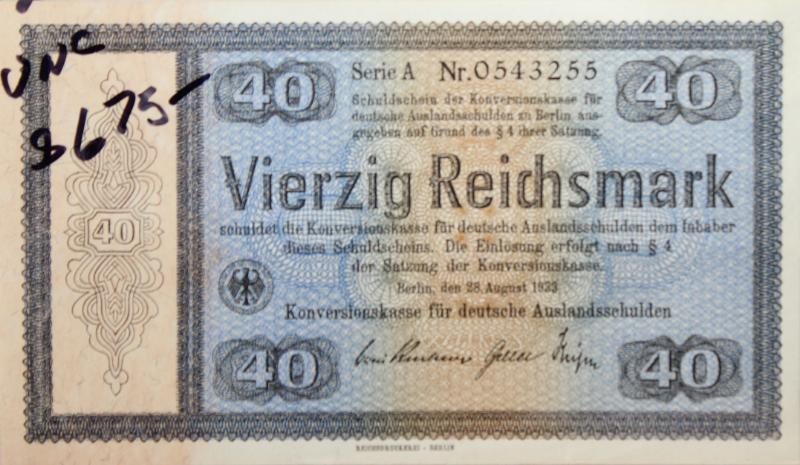 UNC
$675-
40 Serie A Nr.0543255 40
Schuldschein der Konversionskasse für
deutsche Auslandsschulden zu Berlin, aus-
gegeben auf Grund des § 4 ihrer Satzung.
Vierzig Reichsmark
schuldet die Konversionskasse für deutsche Auslandsschulden dem Inhaber
dieses Schuldscheins. Die Einlösung erfolgt nach § 4
der Satzung der Konversionskasse.
40
Berlin, den 28. August 1933
Konversionskasse für deutsche Auslandsschulden
40 40
REICHSDRUCKEREI - BERLIN